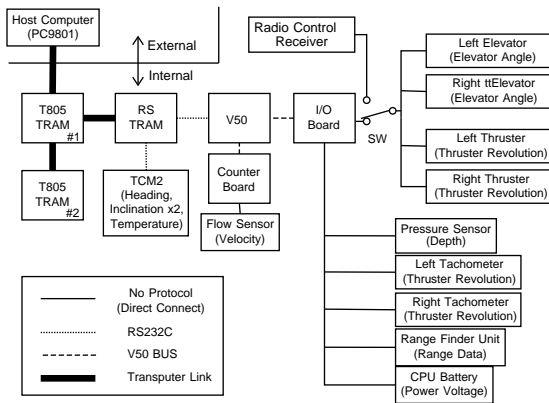 Host Computer
(PC9801)
External
Internal
Radio Control
Receiver
T805
TRAM
#1
RS
TRAM
V50
I/O
Board
SW
T805
TRAM
#2
TCM2
(Heading,
Inclination x2,
Temperature)
Counter
Board
Flow Sensor
(Velocity)
Left Elevator
(Elevator Angle)
Right ttElevator
(Elevator Angle)
Left Thruster
(Thruster Revolution)
Right Thruster
(Thruster Revolution)
Pressure Sensor
(Depth)
Left Tachometer
(Thruster Revolution)
Right Tachometer
(Thruster Revolution)
Range Finder Unit
(Range Data)
CPU Battery
(Power Voltage)
No Protocol
(Direct Connect)
RS232C
V50 BUS
Transputer Link